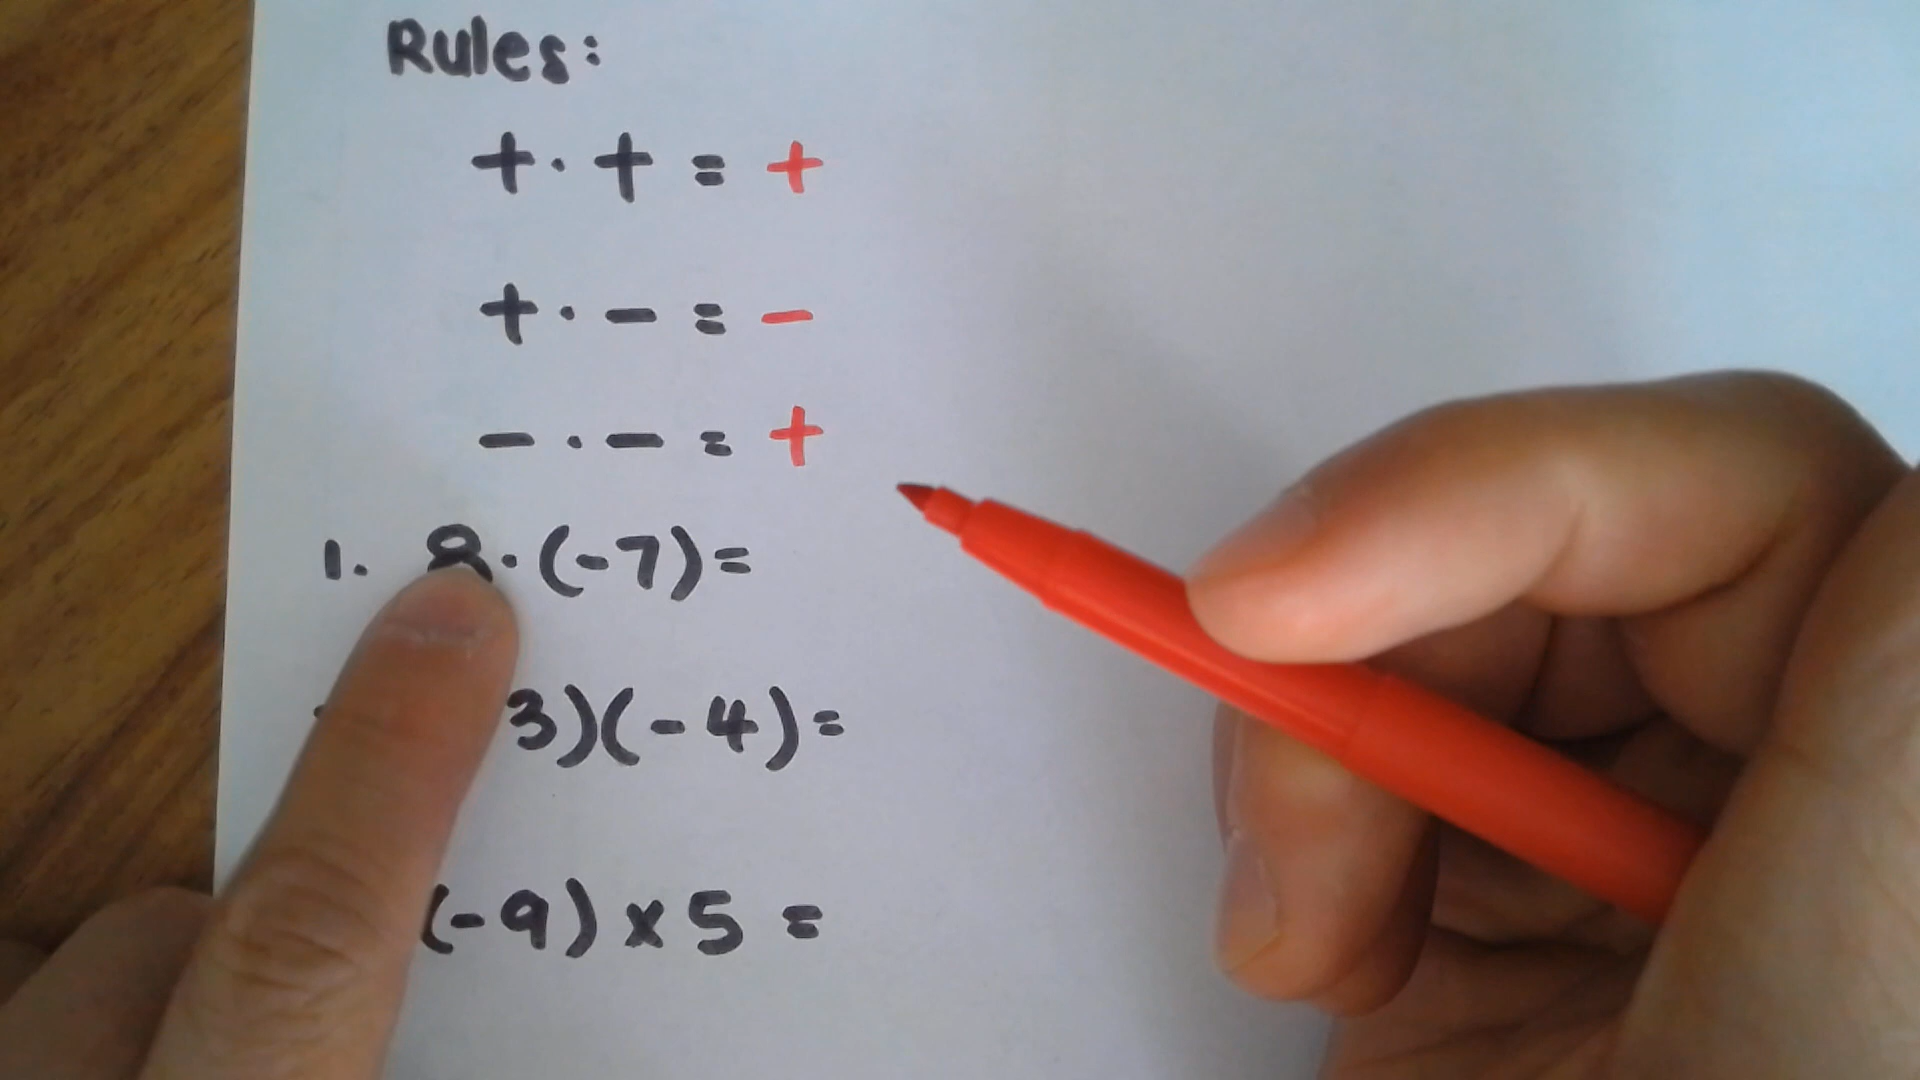 Rules:
+ · + = +
+ · - = -
- · - = +
1. 8 · (-7) =
3)(-4) =
(-9) x 5 =